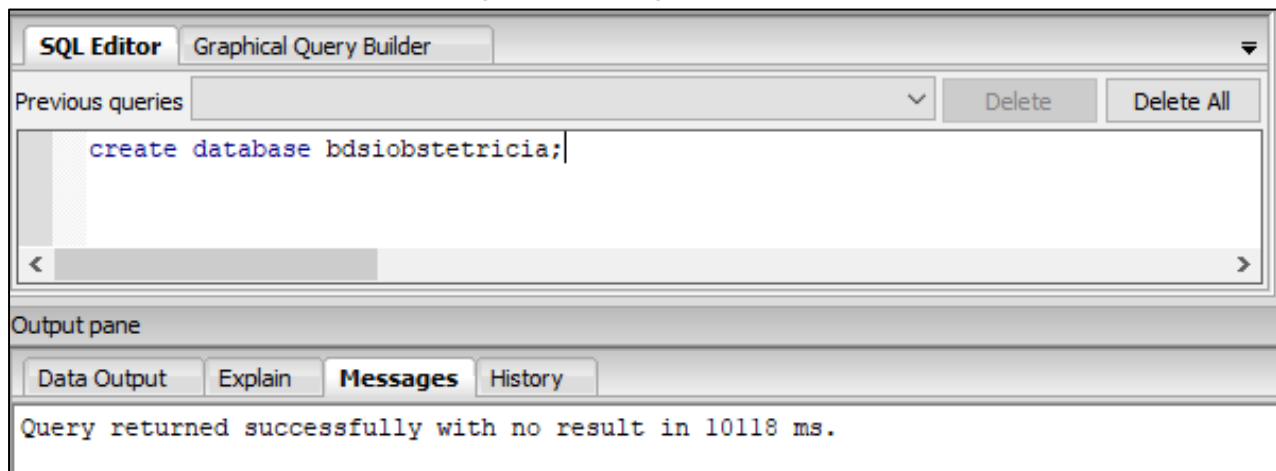 SQL Editor Graphical Query Builder
Previous queries Delete Delete All
create database bdsiobstetricia;
Output pane
Data Output Explain Messages History
Query returned successfully with no result in 10118 ms.